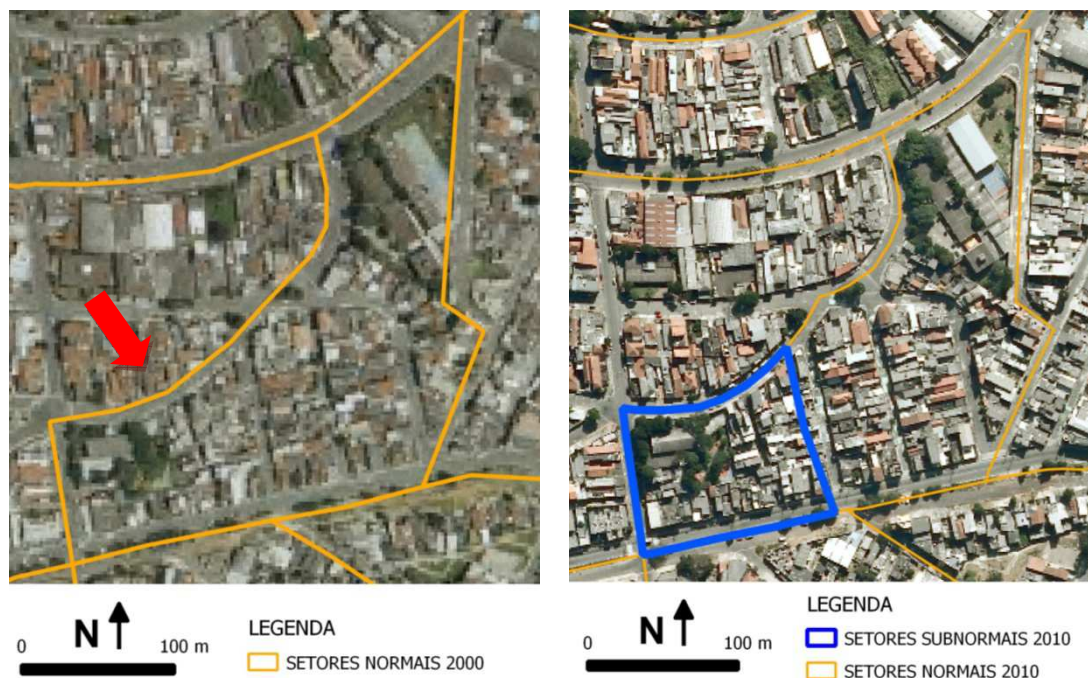 0
N
100 m
LEGENDA
SETORES NORMAIS 2000
0
N
100 m
LEGENDA
SETORES SUBNORMAIS 2010
SETORES NORMAIS 2010